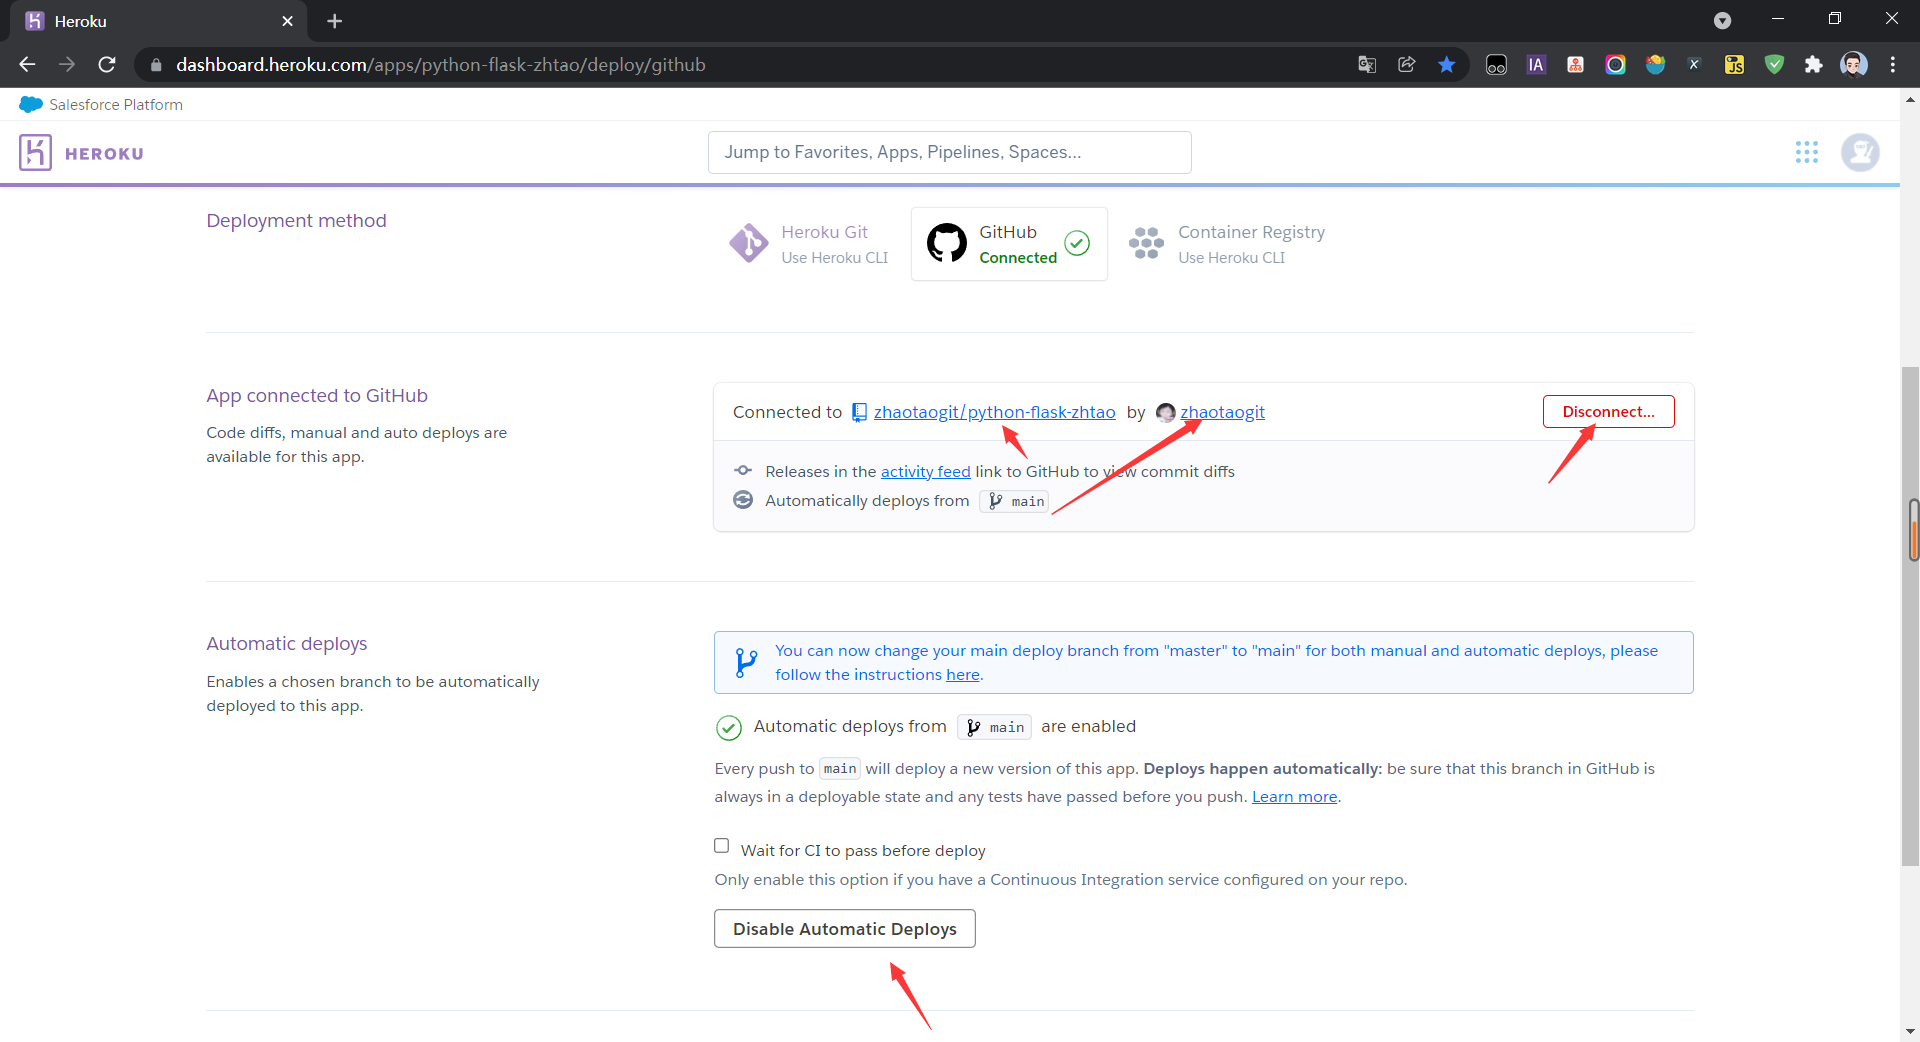 Heroku
dashboard.heroku.com/apps/python-flask-zhtao/deploy/github
IA
JS
Salesforce Platform
HEROKU
Jump to Favorites, Apps, Pipelines, Spaces...
Deployment method
Heroku Git
Use Heroku CLI
GitHub
Connected
Container Registry
Use Heroku CLI
App connected to GitHub
Code diffs, manual and auto deploys are
available for this app.
Connected to zhaotaogit/python-flask-zhtao by zhaotaogit
Disconnect...
Releases in the activity feed link to GitHub to view commit diffs
Automatically deploys from main
Automatic deploys
Enables a chosen branch to be automatically
deployed to this app.
You can now change your main deploy branch from "master" to "main" for both manual and automatic deploys, please
follow the instructions here.
Automatic deploys from main are enabled
Every push to main will deploy a new version of this app. Deploys happen automatically: be sure that this branch in GitHub is
always in a deployable state and any tests have passed before you push. Learn more.
Wait for CI to pass before deploy
Only enable this option if you have a Continuous Integration service configured on your repo.
Disable Automatic Deploys